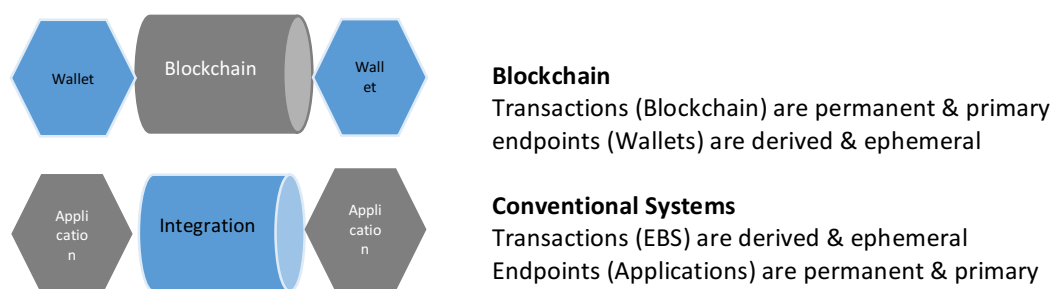 Wallet
Blockchain
Wall
et
Blockchain
Transactions (Blockchain) are permanent & primary
endpoints (Wallets) are derived & ephemeral
Appli
catio
n
Integration
Appli
catio
n
Conventional Systems
Transactions (EBS) are derived & ephemeral
Endpoints (Applications) are permanent & primary